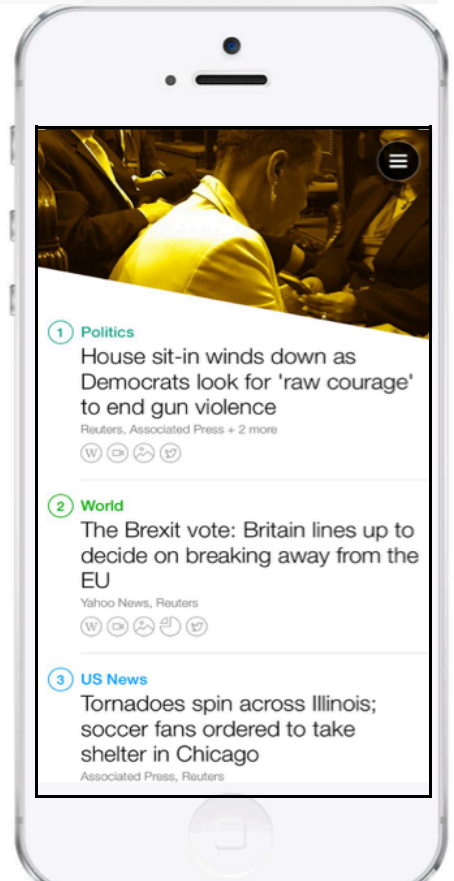 1 Politics
House sit-in winds down as
Democrats look for 'raw courage'
to end gun violence
Reuters, Associated Press + 2 more
W
2 World
The Brexit vote: Britain lines up to
decide on breaking away from the
EU
Yahoo News, Reuters
W
3 US News
Tornadoes spin across Illinois;
soccer fans ordered to take
shelter in Chicago
Associated Press, Reuters